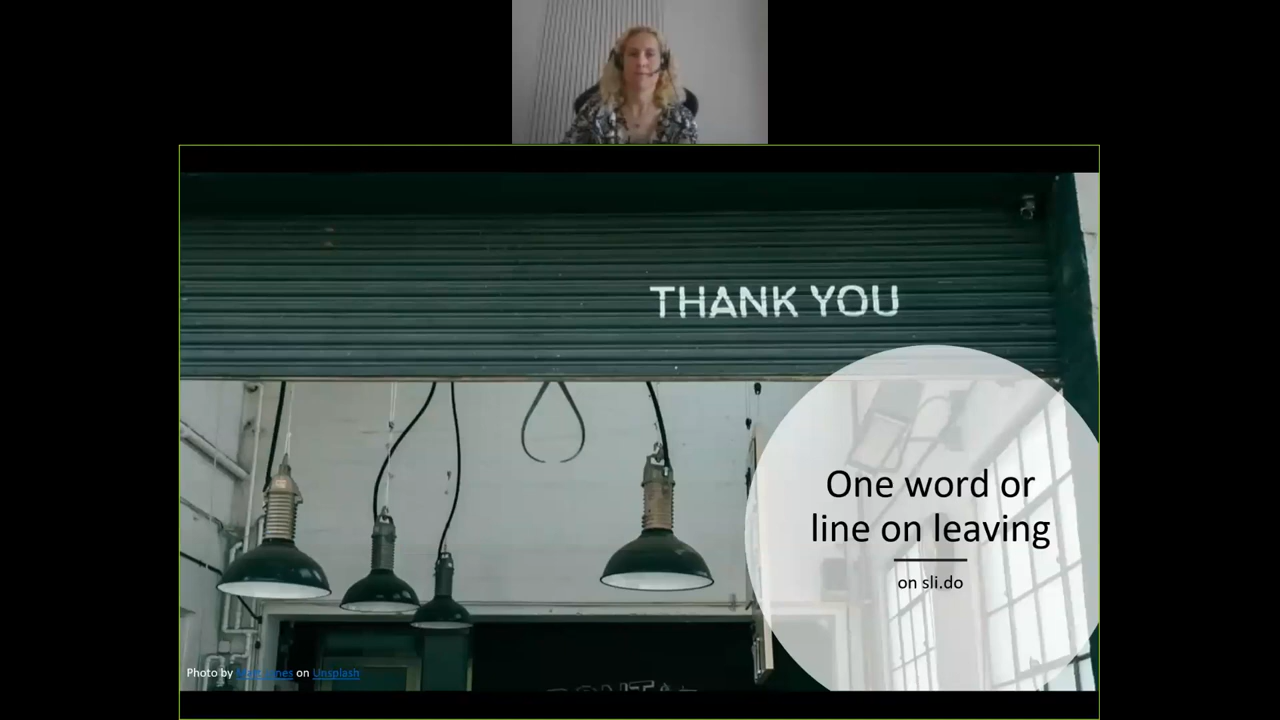 THANK YOU
One word or
line on leaving
on sli.do
Photo by on Unsplash